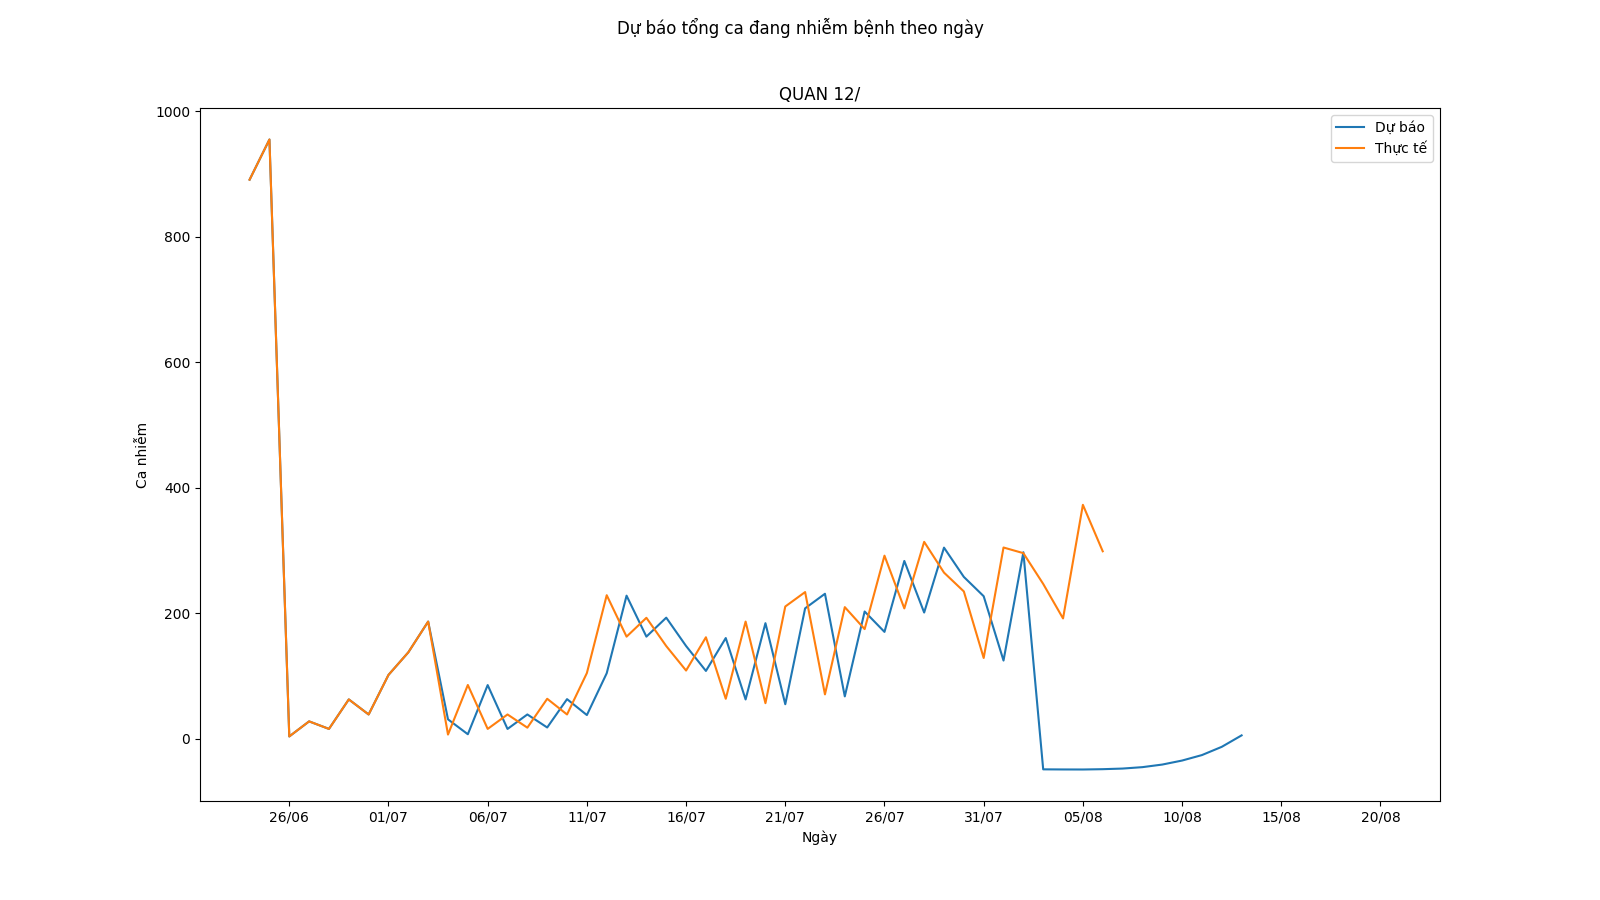 Dự báo tổng ca đang nhiễm bệnh theo ngày
QUAN 12/
1000
800
600
400
200
0
Ca nhiễm
Dự báo
Thực tế
26/06 01/07 06/07 11/07 16/07 21/07 26/07 31/07 05/08 10/08 15/08 20/08
Ngày